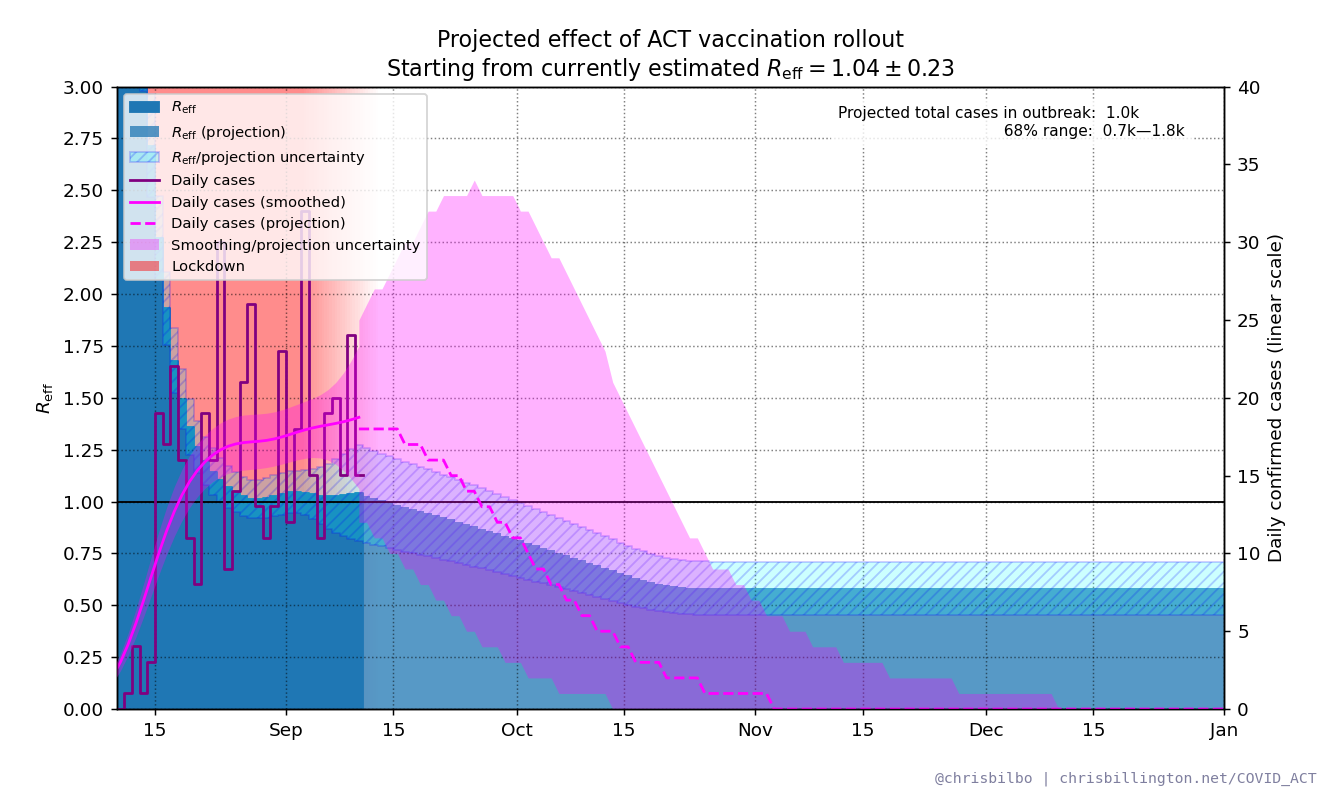 Projected effect of ACT vaccination rollout
Starting from currently estimated R_eff = 1.04 ± 0.23
Projected total cases in outbreak: 1.0k
68% range: 0.7k—1.8k
R_eff
R_eff (projection)
R_eff/projection uncertainty
Daily cases
Daily cases (smoothed)
Daily cases (projection)
Smoothing/projection uncertainty
Lockdown
R_eff
3.00
2.75
2.50
2.25
2.00
1.75
1.50
1.25
1.00
0.75
0.50
0.25
0.00
40
35
30
25
20
15
10
5
0
Daily confirmed cases (linear scale)
15 Sep 15 Oct 15 Nov 15 Dec 15 Jan
@chrisbilbo | chrisbillington.net/COVID_ACT